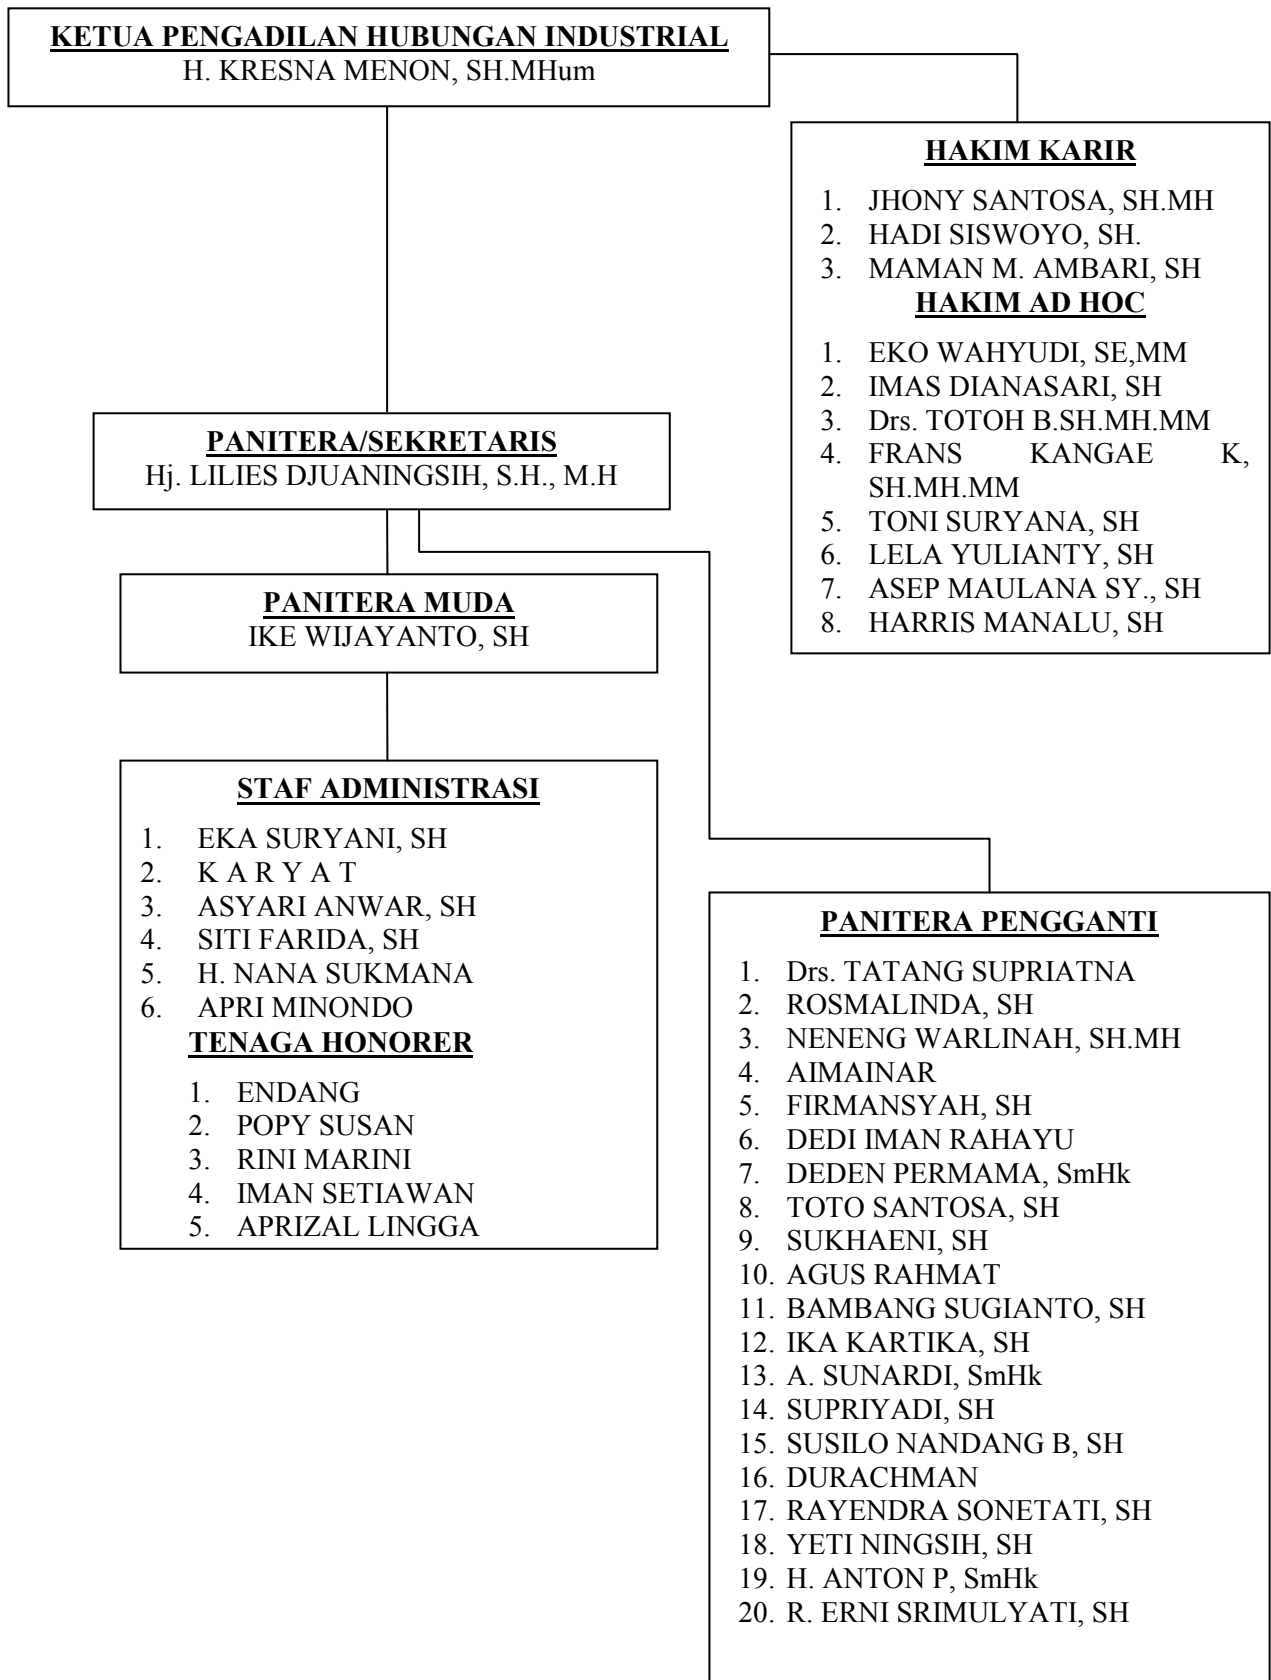 KETUA PENGADILAN HUBUNGAN INDUSTRIAL
H. KRESNA MENON, SH.MHum
HAKIM KARIR
1. JHONY SANTOSA, SH.MH
2. HADI SISWOYO, SH.
3. MAMAN M. AMBARI, SH
HAKIM AD HOC
1. EKO WAHYUDI, SE,MM
2. IMAS DIANASARI, SH
3. Drs. TOTOH B.SH.MH.MM
4. FRANS KANGAE K,
SH.MH.MM
5. TONI SURYANA, SH
6. LELA YULIANTY, SH
7. ASEP MAULANA SY., SH
8. HARRIS MANALU, SH
PANITERA/SEKRETARIS
Hj. LILIES DJUANINGSIH, S.H., M.H
PANITERA MUDA
IKE WIJAYANTO, SH
STAF ADMINISTRASI
1. EKA SURYANI, SH
2. K A R Y A T
3. ASYARI ANWAR, SH
4. SITI FARIDA, SH
5. H. NANA SUKMANA
6. APRI MINONDO
TENAGA HONORER
1. ENDANG
2. POPY SUSAN
3. RINI MARINI
4. IMAN SETIAWAN
5. APRIZAL LINGGA
PANITERA PENGGANTI
1. Drs. TATANG SUPRIATNA
2. ROSMALINDA, SH
3. NENENG WARLINAH, SH.MH
4. AIMAINAR
5. FIRMANSYAH, SH
6. DEDI IMAN RAHAYU
7. DEDEN PERMAMA, SmHk
8. TOTO SANTOSA, SH
9. SUKHAENI, SH
10. AGUS RAHMAT
11. BAMBANG SUGIANTO, SH
12. IKA KARTIKA, SH
13. A. SUNARDI, SmHk
14. SUPRIYADI, SH
15. SUSILO NANDANG B, SH
16. DURACHMAN
17. RAYENDRA SONETATI, SH
18. YETI NINGSIH, SH
19. H. ANTON P, SmHk
20. R. ERNI SRIMULYATI, SH